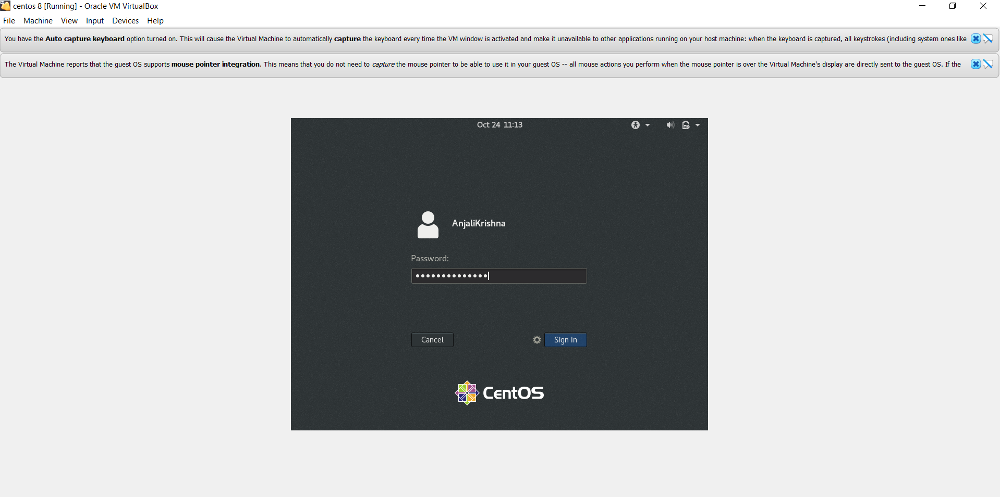 centos 8 [Running] - Oracle VM VirtualBox
File Machine View Input Devices Help
You have the Auto capture keyboard option turned on. This will cause the Virtual Machine to automatically capture the keyboard every time the VM window is activated and make it unavailable to other applications running on your host machine: when the keyboard is captured, all keystrokes (including system ones like
The Virtual Machine reports that the guest OS supports mouse pointer integration. This means that you do not need to capture the mouse pointer to be able to use it in your guest OS -- all mouse actions you perform when the mouse pointer is over the Virtual Machine's display are directly sent to the guest OS. If the
Oct 24 11:13
AnjaliKrishna
Password:
Cancel
Sign In
CentOS